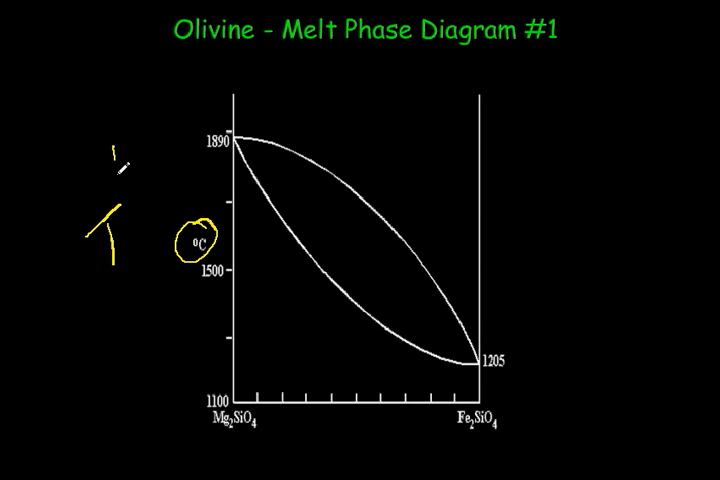 Olivine - Melt Phase Diagram #1
1890
T
°C
1500
1205
1100
Mg₂SiO₄ Fe₂SiO₄